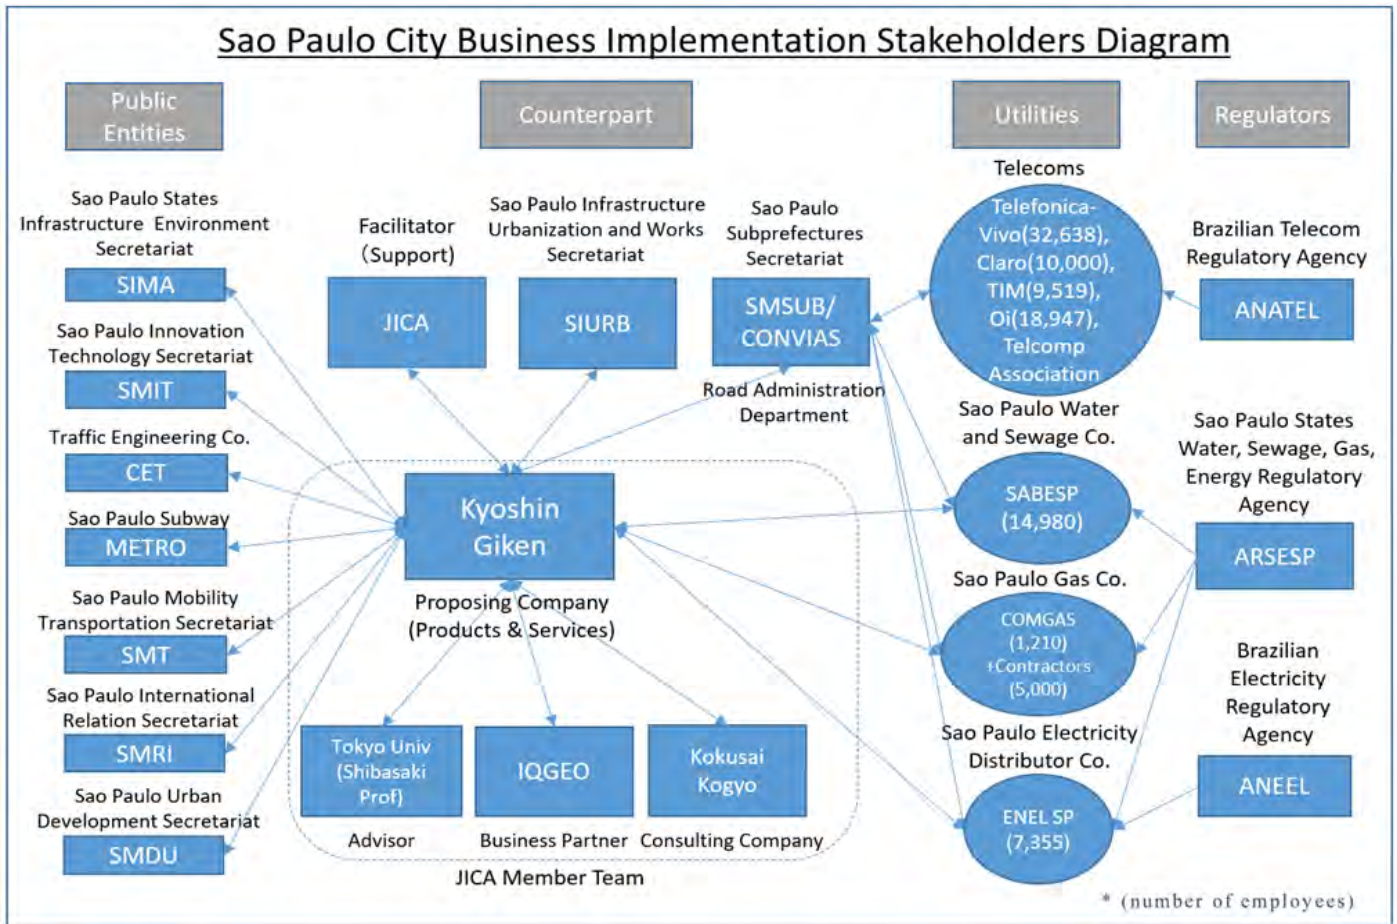 Sao Paulo City Business Implementation Stakeholders Diagram
Public
Entities
Counterpart
Utilities
Regulators
Sao Paulo States
Infrastructure Environment
Secretariat
SIMA
Sao Paulo Innovation
Technology Secretariat
SMIT
Traffic Engineering Co.
CET
Sao Paulo Subway
METRO
Sao Paulo Mobility
Transportation Secretariat
SMT
Sao Paulo International
Relation Secretariat
SMRI
Sao Paulo Urban
Development Secretariat
SMDU
Facilitator
(Support)
JICA
Sao Paulo Infrastructure
Urbanization and Works
Secretariat
SIURB
Sao Paulo
Subprefectures
Secretariat
SMSUB/
CONVIAS
Road Administration
Department
Kyoshin
Giken
Proposing Company
(Products & Services)
Tokyo Univ
(Shibasaki
Prof)
Advisor
IQGEO
Business Partner
Kokusai
Kogyo
Consulting Company
JICA Member Team
Telecoms
Telefonica-
Vivo(32,638),
Claro(10,000),
TIM(9,519),
Oi(18,947),
Telcomp
Association
Sao Paulo Water
and Sewage Co.
SABESP
(14,980)
Sao Paulo Gas Co.
COMGAS
(1,210)
+Contractors
(5,000)
Sao Paulo Electricity
Distributor Co.
ENEL SP
(7,355)
Brazilian Telecom
Regulatory Agency
ANATEL
Sao Paulo States
Water, Sewage, Gas,
Energy Regulatory
Agency
ARSESP
Brazilian
Electricity
Regulatory
Agency
ANEEL
* (number of employees)